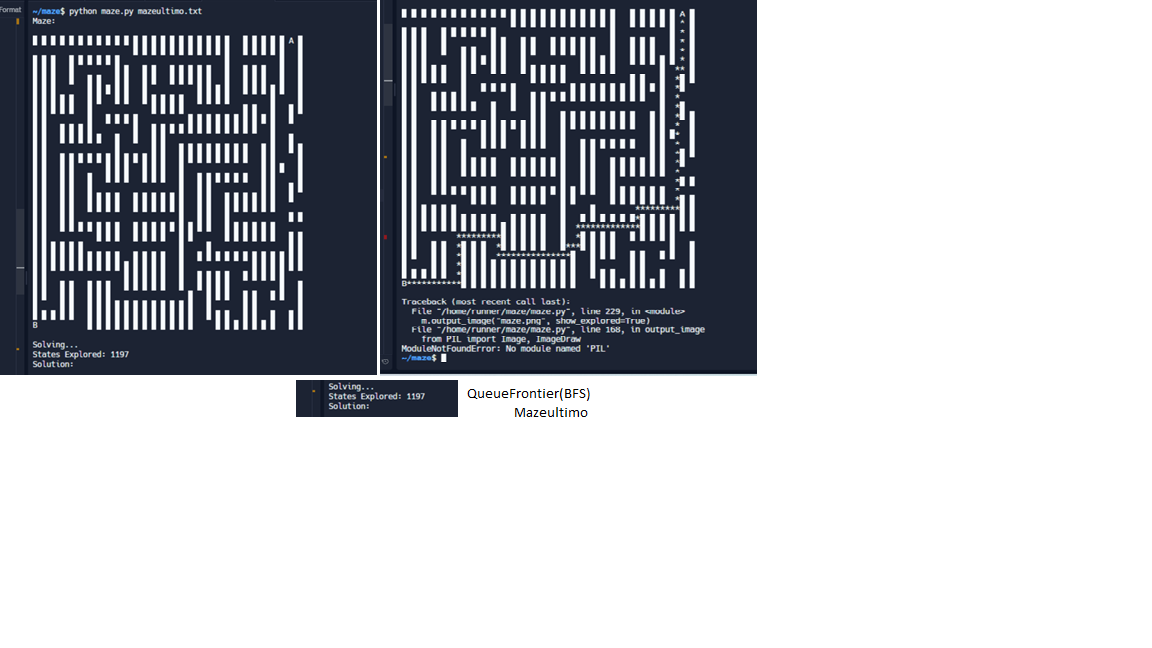 Format
~/maze$ python maze.py mazeultimo.txt
Maze:
A
B
Solving...
States Explored: 1197
Solution:
A
B***********
Traceback (most recent call last):
File "/home/runner/maze/maze.py", line 229, in <module>
m.output_image("maze.png", show_explored=True)
File "/home/runner/maze/maze.py", line 168, in output_image
from PIL import Image, ImageDraw
ModuleNotFoundError: No module named 'PIL'
~/maze$
Solving...
States Explored: 1197
Solution:
QueueFrontier(BFS)
Mazeultimo